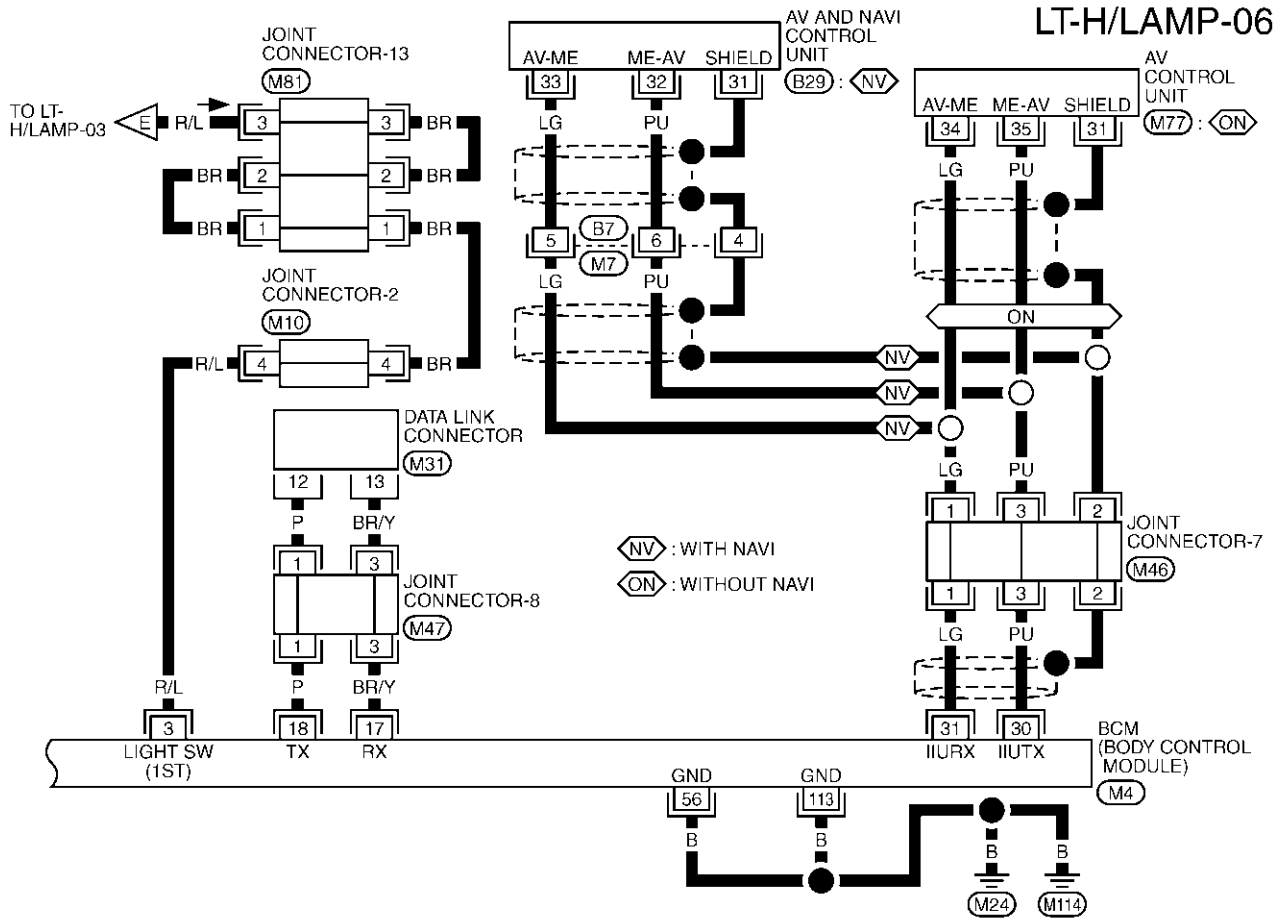 LT-H/LAMP-06
JOINT
CONNECTOR-13
M81
TO LT-
H/LAMP-03
E
R/L
3
3
BR
BR
2
2
BR
BR
1
1
BR
JOINT
CONNECTOR-2
M10
R/L
4
4
BR
AV AND NAVI
CONTROL
UNIT
B29 : NV
AV-ME
ME-AV
SHIELD
33
32
31
LG
PU
5
B7
6
4
M7
LG
PU
AV
CONTROL
UNIT
M77 : ON
AV-ME
ME-AV
SHIELD
34
35
31
LG
PU
ON
NV
NV
NV
LG
PU
1
3
2
JOINT
CONNECTOR-7
M46
1
3
2
LG
PU
DATA LINK
CONNECTOR
M31
12
13
P
BR/Y
1
3
JOINT
CONNECTOR-8
M47
1
3
P
BR/Y
NV : WITH NAVI
ON : WITHOUT NAVI
R/L
3
18
17
31
30
LIGHT SW
(1ST)
TX
RX
IIURX
IIUTX
BCM
(BODY CONTROL
MODULE)
M4
GND
GND
56
113
B
B
B
B
M24
M114